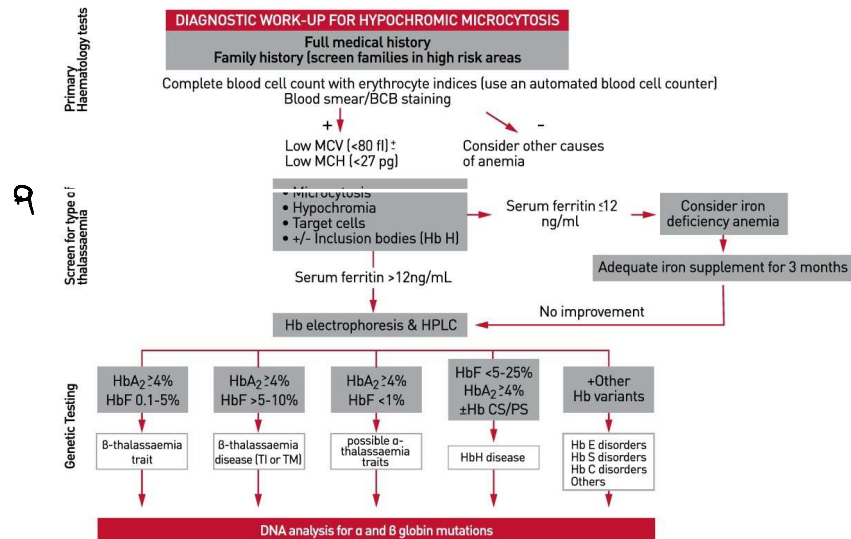 DIAGNOSTIC WORK-UP FOR HYPOCHROMIC MICROCYTOSIS
Full medical history
Family history (screen families in high risk areas
Primary
Haematology tests
Complete blood cell count with erythrocyte indices (use an automated blood cell counter)
Blood smear/BCB staining
+
–
Low MCV (<80 fl) ±
Low MCH (<27 pg)
Consider other causes
of anemia
Screen for type of
thalassaemia
• Microcytosis
• Hypochromia
• Target cells
• +/- Inclusion bodies (Hb H)
Serum ferritin ≤12
ng/ml
Consider iron
deficiency anemia
Adequate iron supplement for 3 months
Serum ferritin >12ng/mL
No improvement
Hb electrophoresis & HPLC
Genetic Testing
HbA₂ ≥4%
HbF 0.1-5%
HbA₂ ≥4%
HbF >5-10%
HbA₂ ≥4%
HbF <1%
HbF <5-25%
HbA₂ ≥4%
±Hb CS/PS
+Other
Hb variants
ß-thalassaemia
trait
ß-thalassaemia
disease (TI or TM)
possible α-
thalassaemia
traits
HbH disease
Hb E disorders
Hb S disorders
Hb C disorders
Others
DNA analysis for α and ß globin mutations